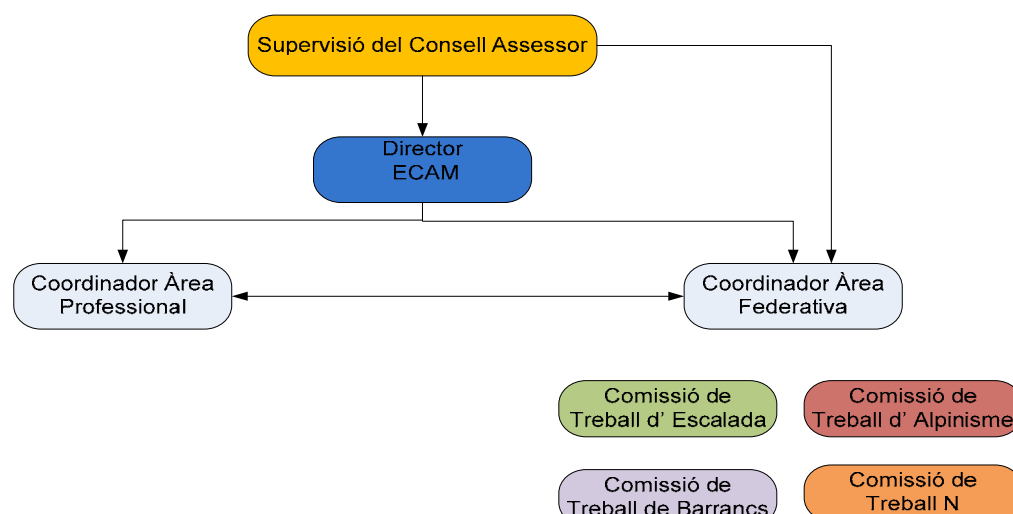 Supervisió del Consell Assessor
Director
ECAM
Coordinador Àrea
Professional
Coordinador Àrea
Federativa
Comissió de
Treball d' Escalada
Comissió de
Treball d' Alpinisme
Comissió de
Treball de Barrancs
Comissió de
Treball N